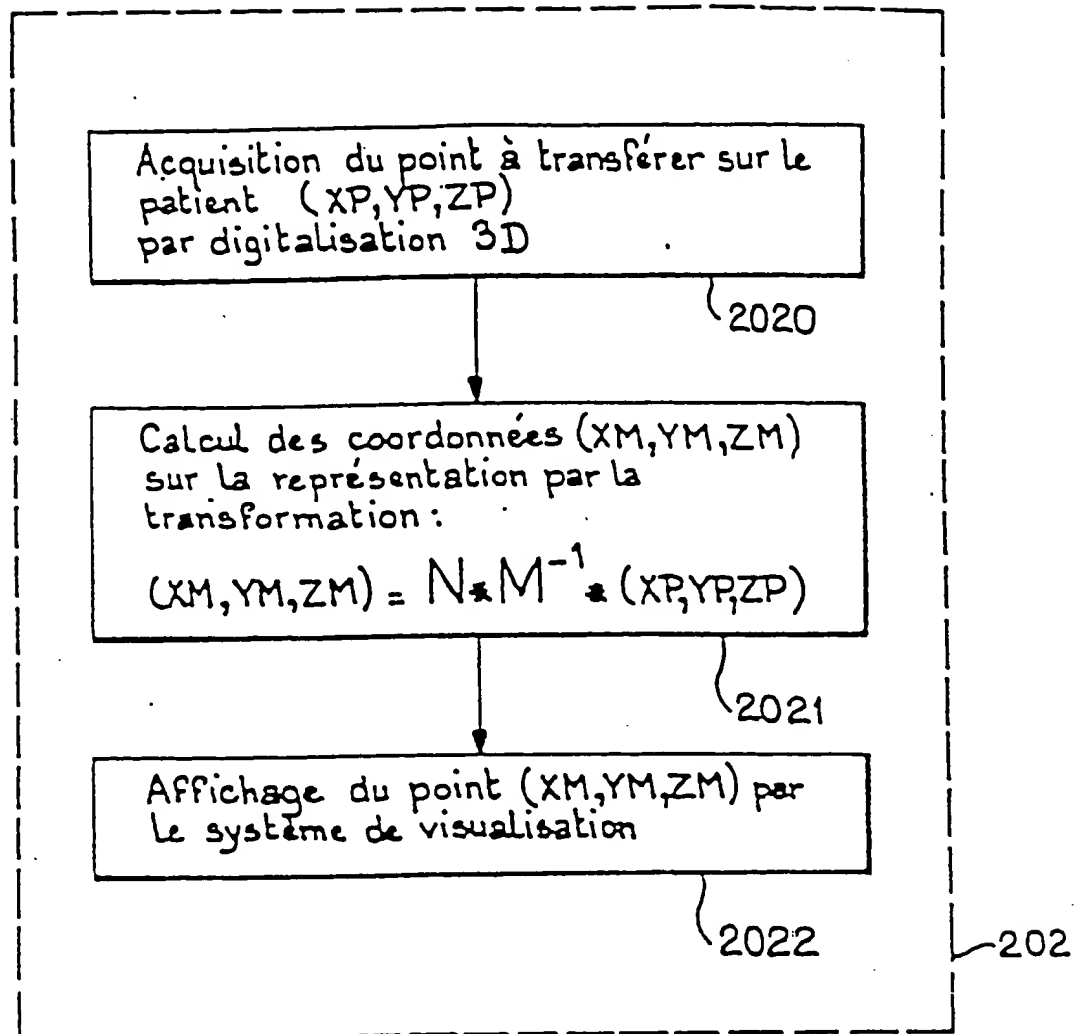 Acquisition du point à transférer sur le
patient (XP,YP,ZP)
par digitalisation 3D
2020
Calcul des coordonnées (XM,YM,ZM)
sur la représentation par la
transformation :
(XM,YM,ZM) = N*M⁻¹* (XP,YP,ZP)
2021
Affichage du point (XM,YM,ZM) par
le système de visualisation
2022
202